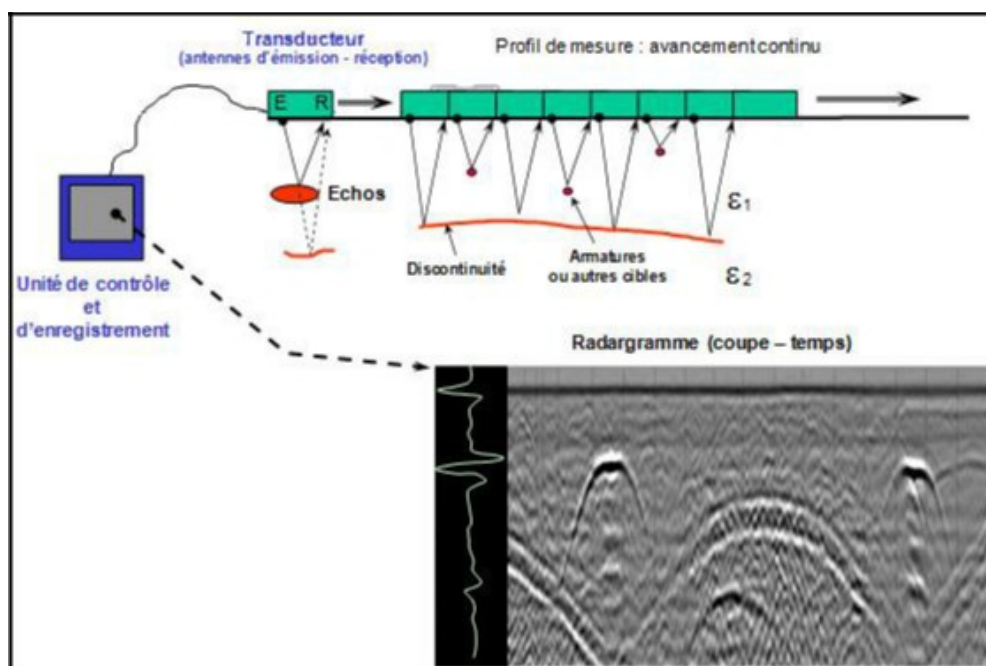 Transducteur
(antennes d'émission - réception)
Profil de mesure : avancement continu
E R
Echos
ε1
Discontinuité
Armatures
ou autres cibles
ε2
Unité de contrôle
et
d'enregistrement
Radargramme (coupe – temps)